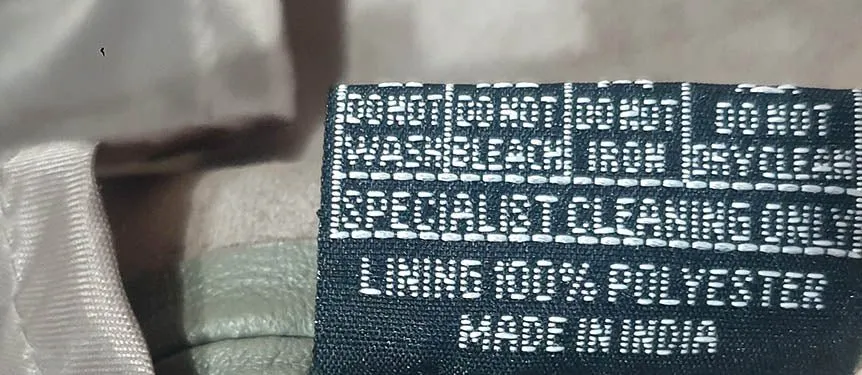 DO NOT WASH
DO NOT BLEACH
DO NOT IRON
DO NOT DRY CLEAN
SPECIALIST CLEANING ONLY
LINING 100% POLYESTER
MADE IN INDIA